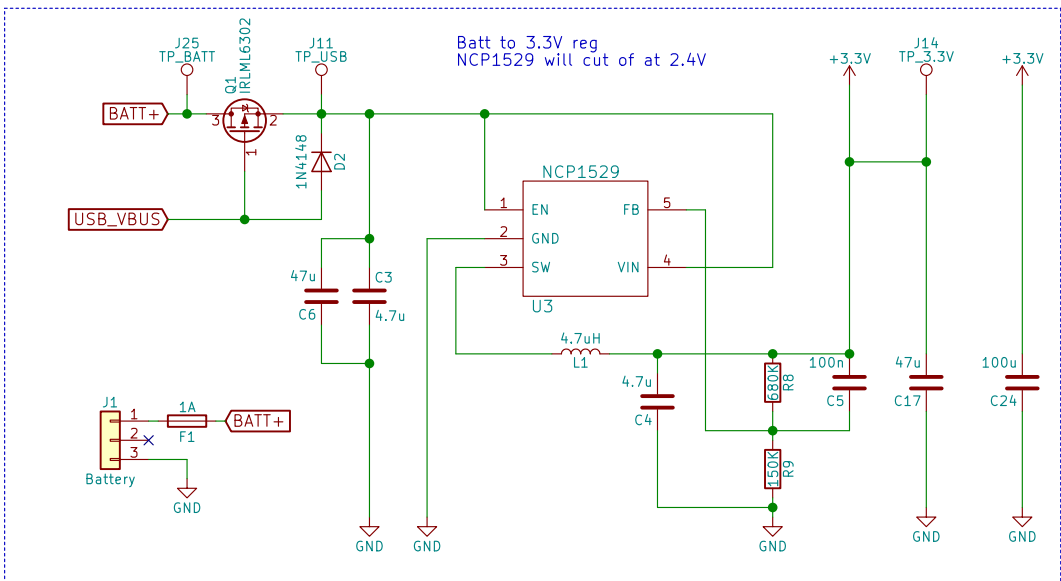 Batt to 3.3V reg
NCP1529 will cut of at 2.4V
J25
TP_BATT
Q1
IRLML6302
J11
TP_USB
BATT+
3
2
1
1N4148
D2
USB_VBUS
47u
C6
C3
4.7u
GND
NCP1529
1
EN
2
GND
3
SW
FB
5
VIN
4
U3
GND
4.7uH
L1
4.7u
C4
680K
R8
150K
R9
GND
+3.3V
J14
TP_3.3V
+3.3V
100n
C5
47u
C17
GND
100u
C24
GND
J1
1
2
3
Battery
1A
F1
BATT+
GND